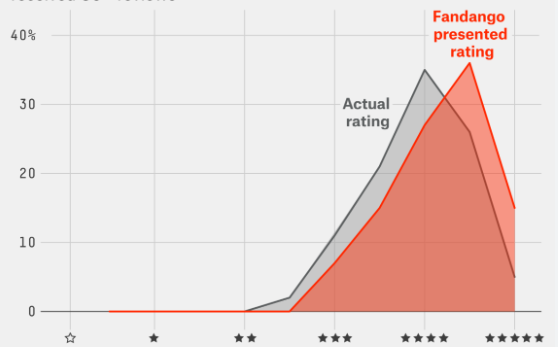 Fandango
presented
rating
40%
Actual
rating
30
20
10
0
☆ ★ ★★ ★★★ ★★★★ ★★★★★